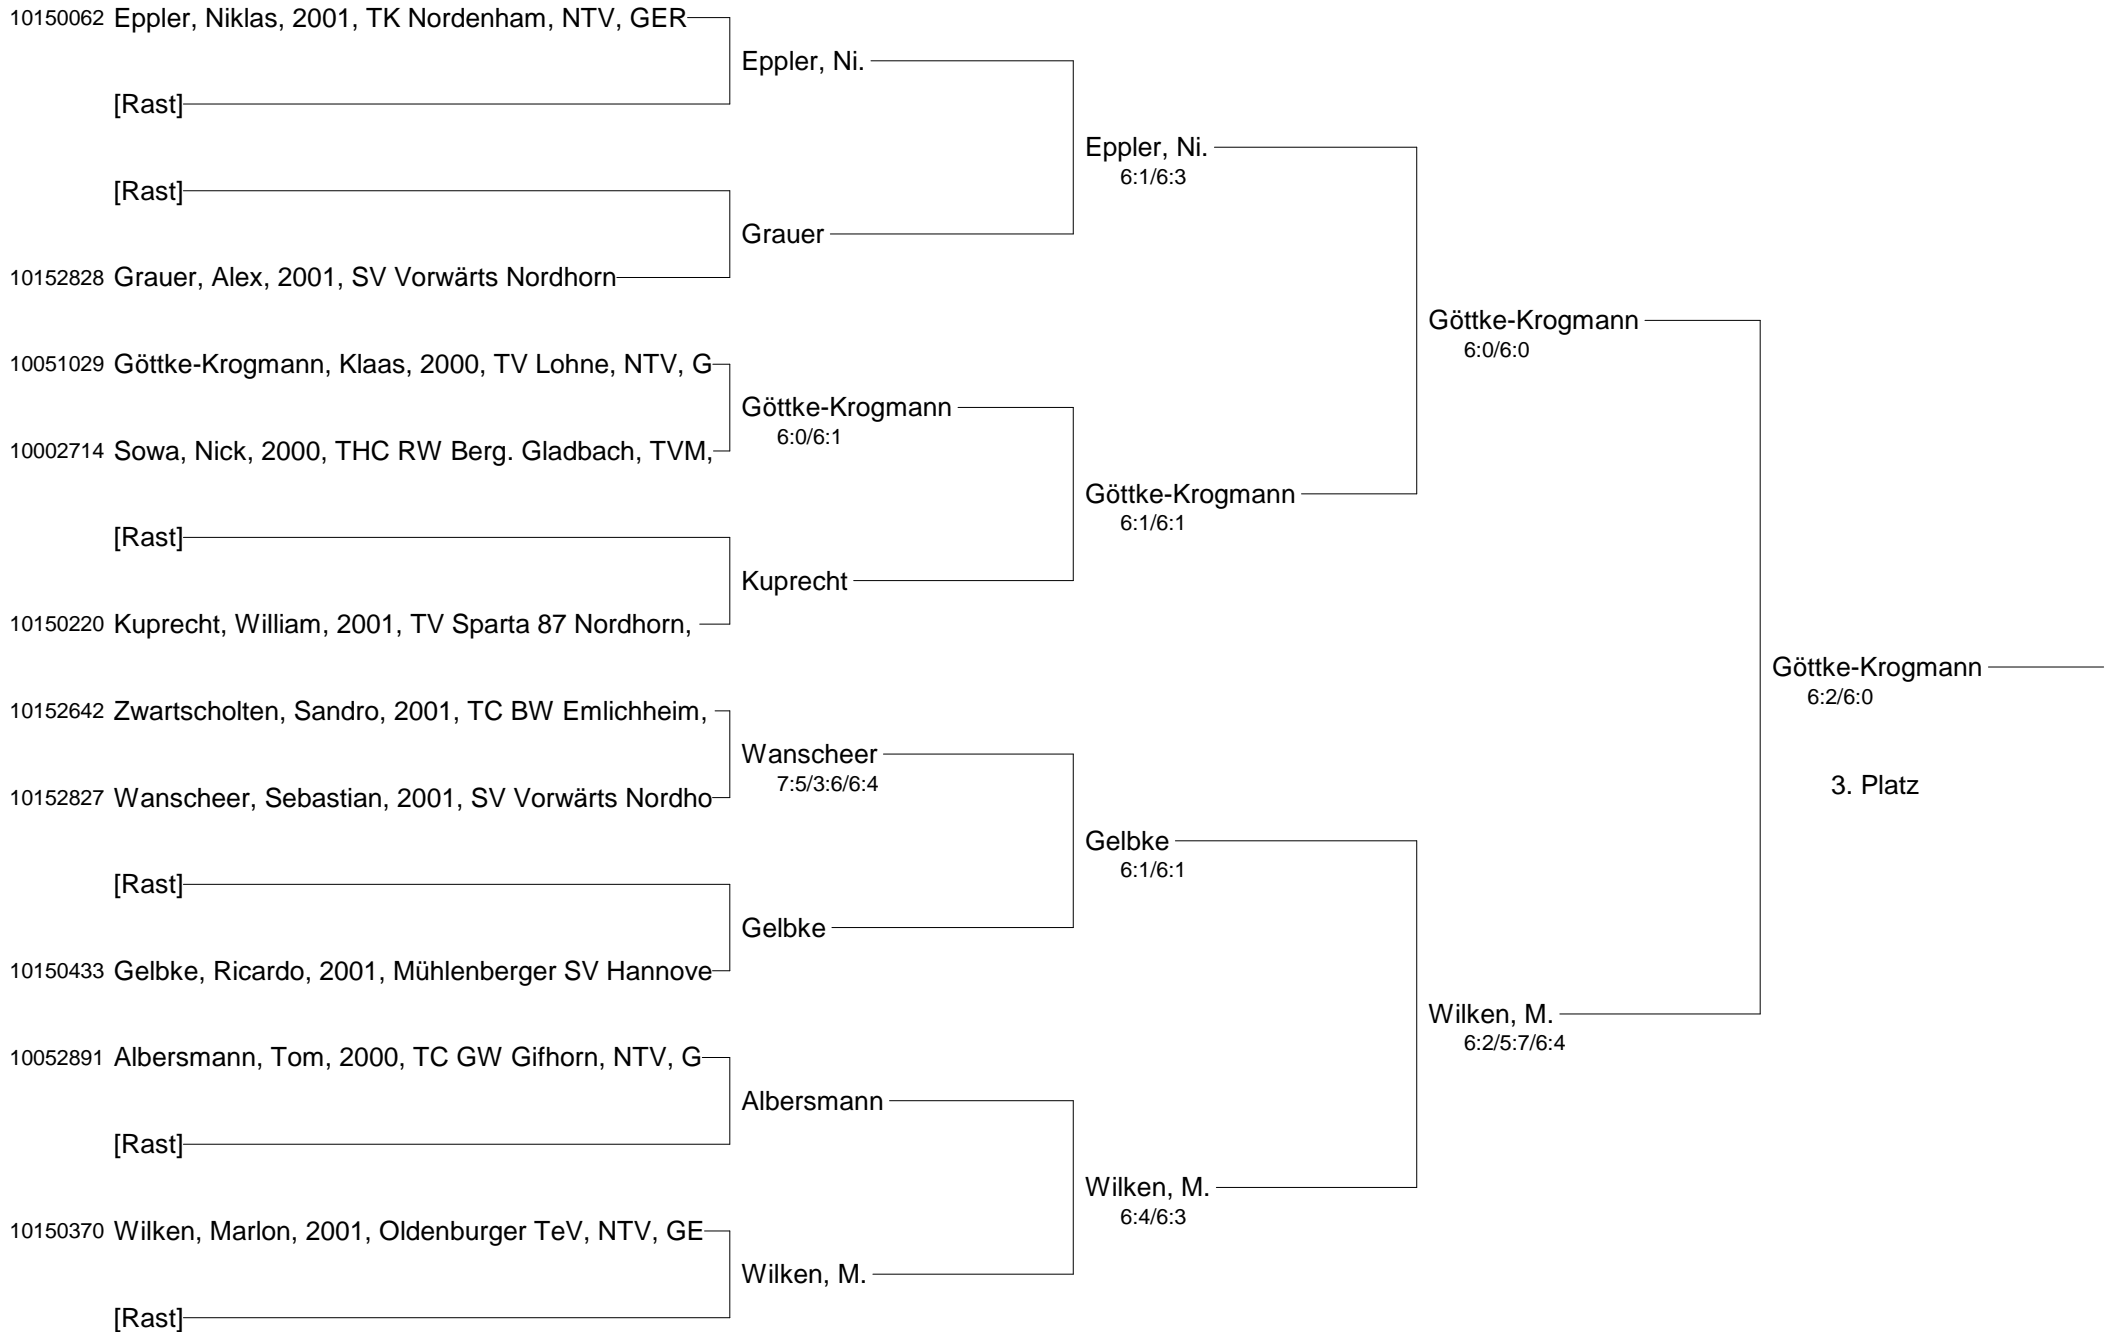 10150062 Eppler, Niklas, 2001, TK Nordenham, NTV, GER
Eppler, Ni.
[Rast]
Eppler, Ni.
6:1/6:3
[Rast]
Grauer
10152828 Grauer, Alex, 2001, SV Vorwärts Nordhorn
Göttke-Krogmann
6:0/6:0
10051029 Göttke-Krogmann, Klaas, 2000, TV Lohne, NTV, G
Göttke-Krogmann
6:0/6:1
10002714 Sowa, Nick, 2000, THC RW Berg. Gladbach, TVM,
Göttke-Krogmann
6:1/6:1
[Rast]
Kuprecht
10150220 Kuprecht, William, 2001, TV Sparta 87 Nordhorn,
Göttke-Krogmann
6:2/6:0
10152642 Zwartscholten, Sandro, 2001, TC BW Emlichheim,
Wanscheer
7:5/3:6/6:4
3. Platz
10152827 Wanscheer, Sebastian, 2001, SV Vorwärts Nordho
Gelbke
6:1/6:1
[Rast]
Gelbke
10150433 Gelbke, Ricardo, 2001, Mühlenberger SV Hannove
Wilken, M.
6:2/5:7/6:4
10052891 Albersmann, Tom, 2000, TC GW Gifhorn, NTV, G
Albersmann
[Rast]
Wilken, M.
6:4/6:3
10150370 Wilken, Marlon, 2001, Oldenburger TeV, NTV, GE
Wilken, M.
[Rast]